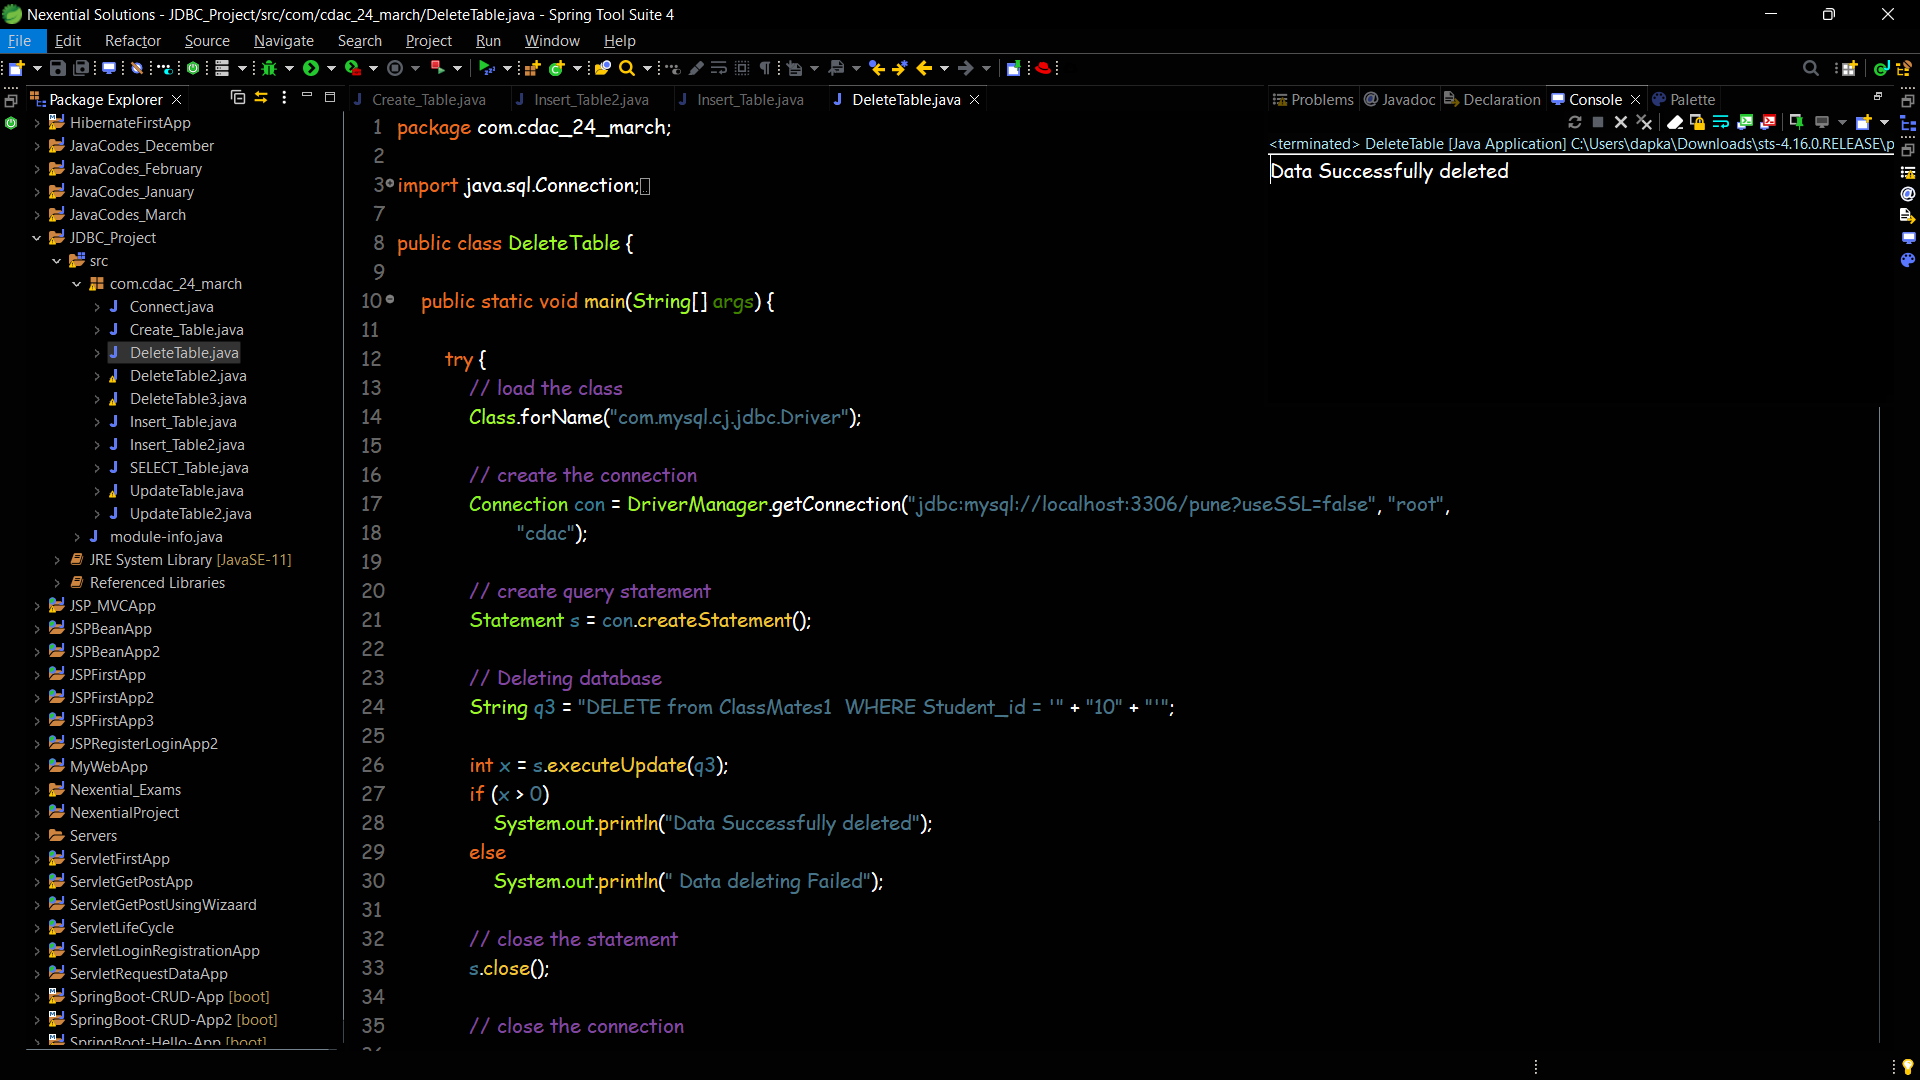 Nexential Solutions - JDBC_Project/src/com/cdac_24_march/DeleteTable.java - Spring Tool Suite 4
File Edit Refactor Source Navigate Search Project Run Window Help
Package Explorer
HibernateFirstApp
JavaCodes_December
JavaCodes_February
JavaCodes_January
JavaCodes_March
JDBC_Project
src
com.cdac_24_march
Connect.java
Create_Table.java
DeleteTable.java
DeleteTable2.java
DeleteTable3.java
Insert_Table.java
Insert_Table2.java
SELECT_Table.java
UpdateTable.java
UpdateTable2.java
module-info.java
JRE System Library [JavaSE-11]
Referenced Libraries
JSP_MVCApp
JSPBeanApp
JSPBeanApp2
JSPFirstApp
JSPFirstApp2
JSPFirstApp3
JSPRegisterLoginApp2
MyWebApp
Nexential_Exams
NexentialProject
Servers
ServletFirstApp
ServletGetPostApp
ServletGetPostUsingWizaard
ServletLifeCycle
ServletLoginRegistrationApp
ServletRequestDataApp
SpringBoot-CRUD-App [boot]
SpringBoot-CRUD-App2 [boot]
SpringBoot-Hello-App [boot]
Create_Table.java Insert_Table2.java Insert_Table.java DeleteTable.java
1 package com.cdac_24_march;
2
3 import java.sql.Connection;
7
8 public class DeleteTable {
9
10 public static void main(String[] args) {
11
12 try {
13 // load the class
14 Class.forName("com.mysql.cj.jdbc.Driver");
15
16 // create the connection
17 Connection con = DriverManager.getConnection("jdbc:mysql://localhost:3306/pune?useSSL=false", "root",
18 "cdac");
19
20 // create query statement
21 Statement s = con.createStatement();
22
23 // Deleting database
24 String q3 = "DELETE from ClassMates1  WHERE Student_id = '" + "10" + "'";
25
26 int x = s.executeUpdate(q3);
27 if (x > 0)
28 System.out.println("Data Successfully deleted");
29 else
30 System.out.println(" Data deleting Failed");
31
32 // close the statement
33 s.close();
34
35 // close the connection
Problems Javadoc Declaration Console Palette
<terminated> DeleteTable [Java Application] C:\Users\dapka\Downloads\sts-4.16.0.RELEASE\p
Data Successfully deleted